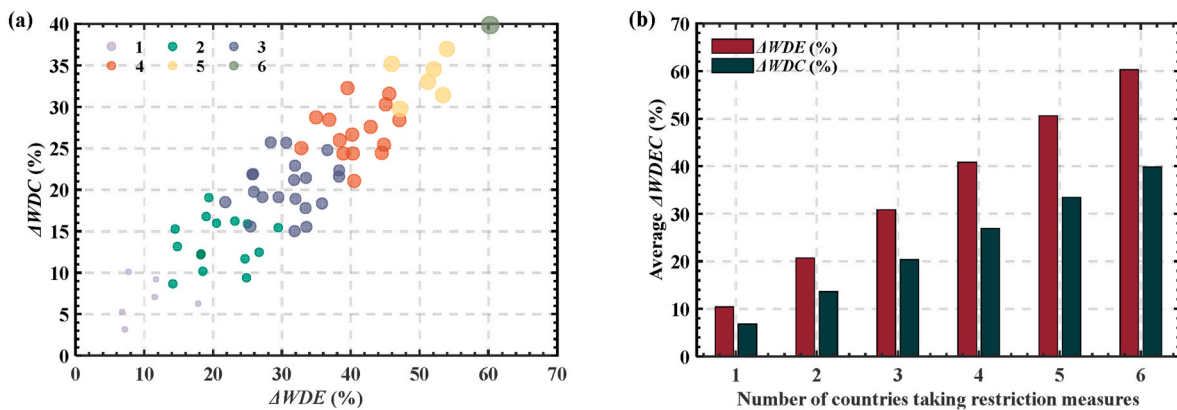 (a)
40
35
30
25
20
15
10
5
0
ΔWDC (%)
1 2 3
4 5 6
0 10 20 30 40 50 60 70
ΔWDE (%)
(b)
70
60
50
40
30
20
10
0
Average ΔWDEC (%)
ΔWDE (%)
ΔWDC (%)
1 2 3 4 5 6
Number of countries taking restriction measures